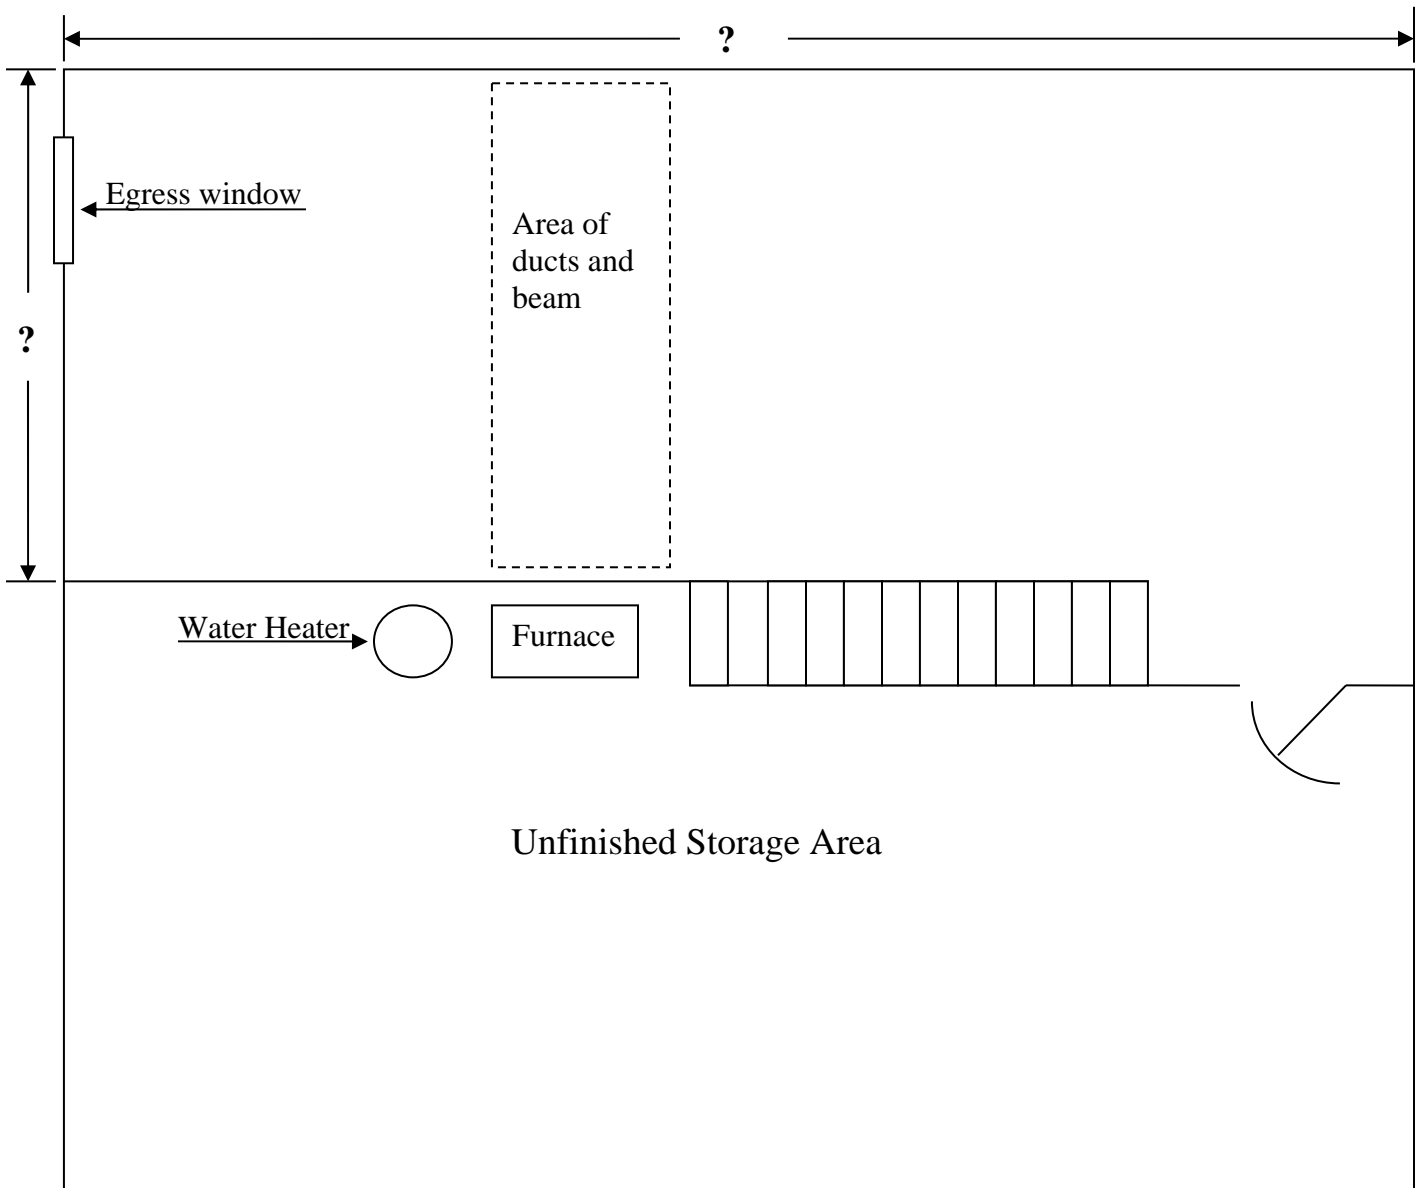 ?
Egress window
Area of
ducts and
beam
?
Water Heater
Furnace
Unfinished Storage Area